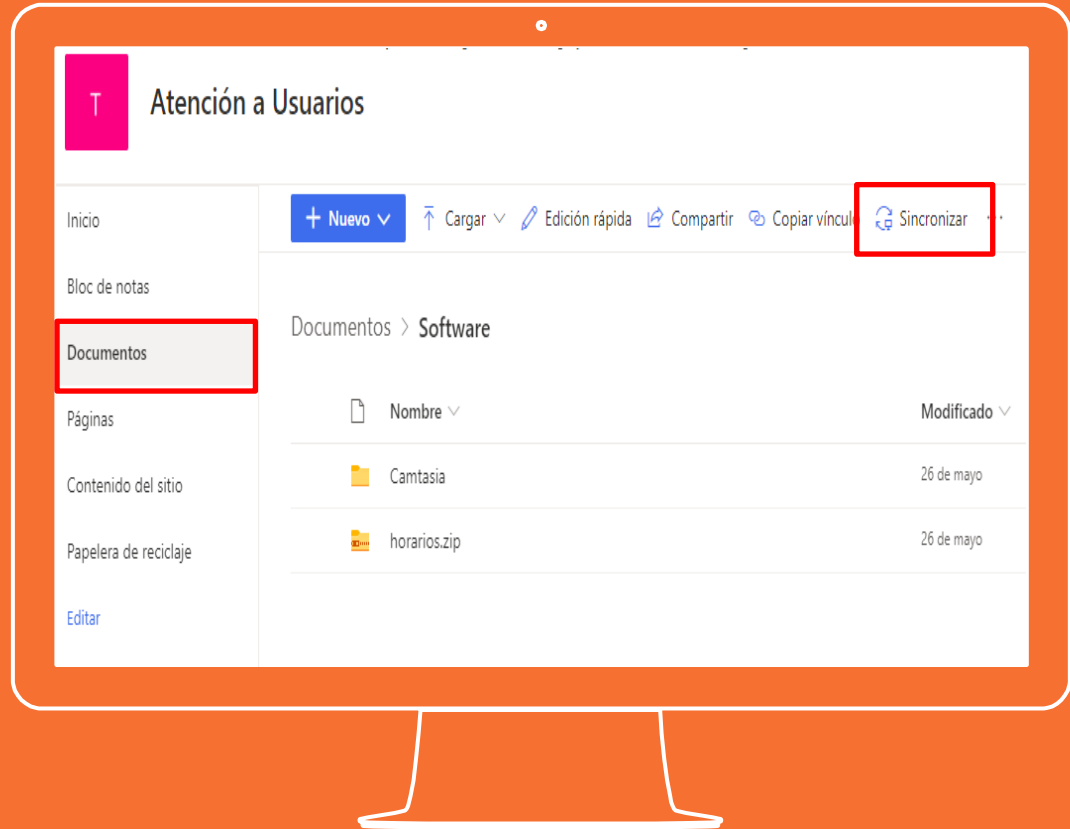 T
Atención a Usuarios
Inicio
Bloc de notas
Documentos
Páginas
Contenido del sitio
Papelera de reciclaje
Editar
Nuevo Cargar Edición rápida Compartir Copiar vínculo Sincronizar ...
Documentos > Software
Nombre Modificado
Camtasia 26 de mayo
horarios.zip 26 de mayo